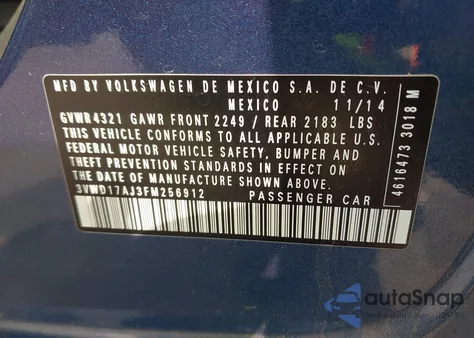 MFD BY VOLKSWAGEN DE MEXICO S.A. DE C.V.
MEXICO 11/14
GVWR4321 GAWR FRONT 2249 / REAR 2183 LBS
THIS VEHICLE CONFORMS TO ALL APPLICABLE U.S.
FEDERAL MOTOR VEHICLE SAFETY, BUMPER AND
THEFT PREVENTION STANDARDS IN EFFECT ON
THE DATE OF MANUFACTURE SHOWN ABOVE.
3VWD17AJ3FM256912 PASSENGER CAR
4616473 3018 M
autoSnap